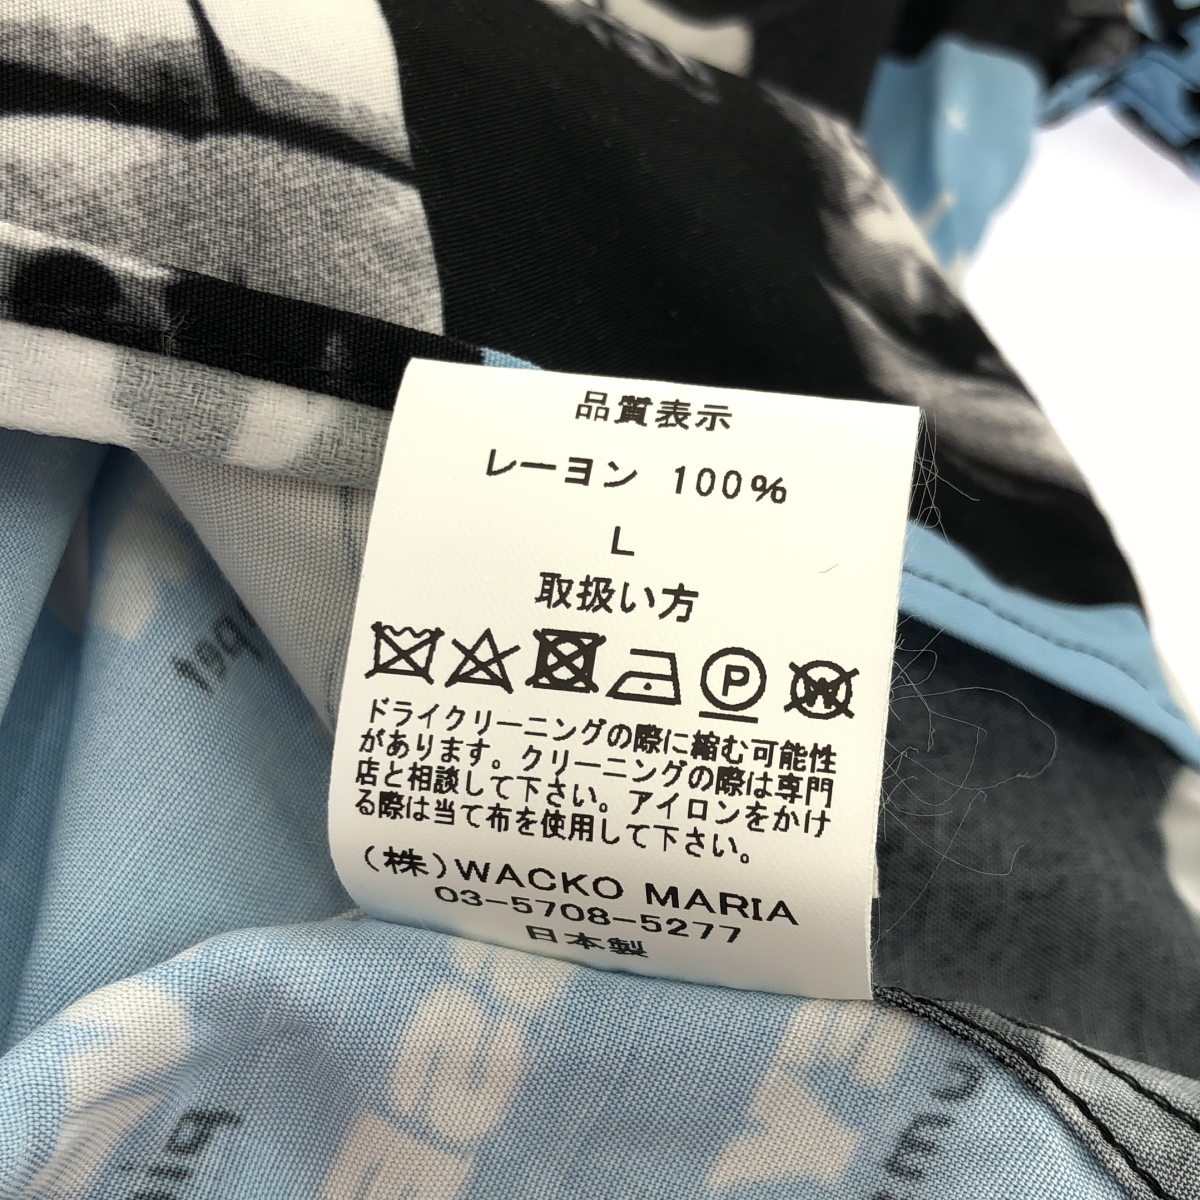 品質表示
レーヨン 100%
L
取扱い方
P
W
ドライクリーニングの際に縮む可能性
があります。クリーニングの際は専門
店と相談して下さい。アイロンをかけ
る際は当て布を使用して下さい。
(株)WACKO MARIA
03-5708-5277
日本製